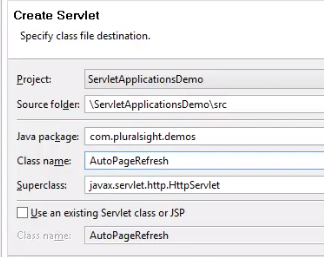 Create Servlet
Specify class file destination.
Project: ServletApplicationsDemo
Source folder: \ServletApplicationsDemo\src
Java package: com.pluralsight.demos
Class name: AutoPageRefresh
Superclass: javax.servlet.http.HttpServlet
Use an existing Servlet class or JSP
Class name: AutoPageRefresh